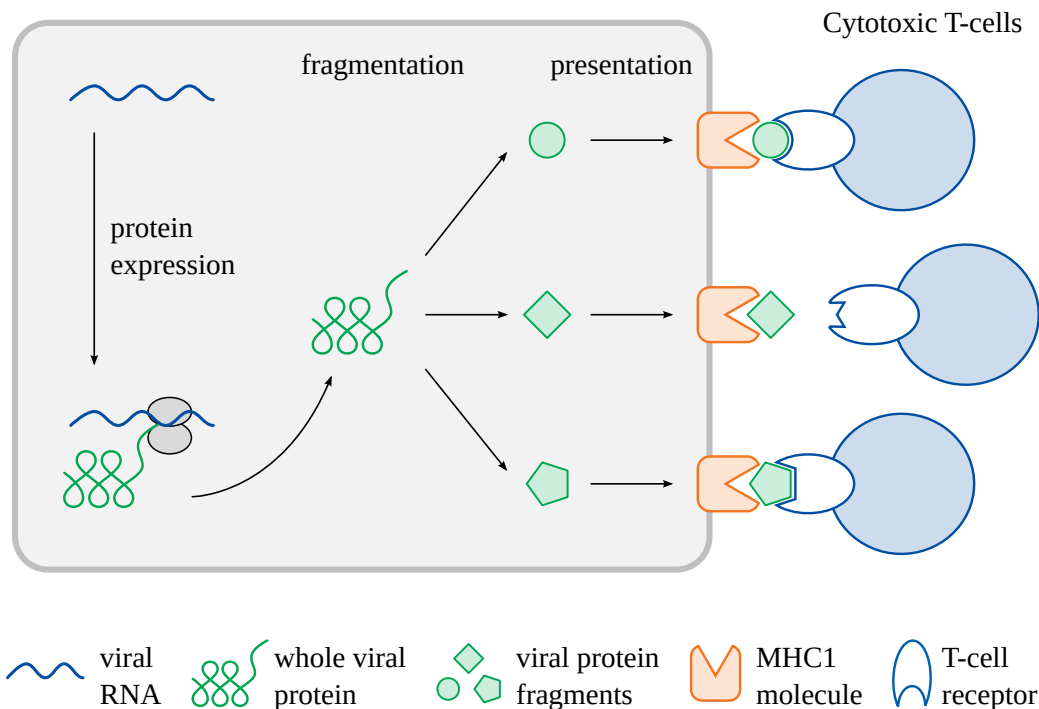 Cytotoxic T-cells
fragmentation
presentation
protein
expression
viral
RNA
whole viral
protein
viral protein
fragments
MHC1
molecule
T-cell
receptor